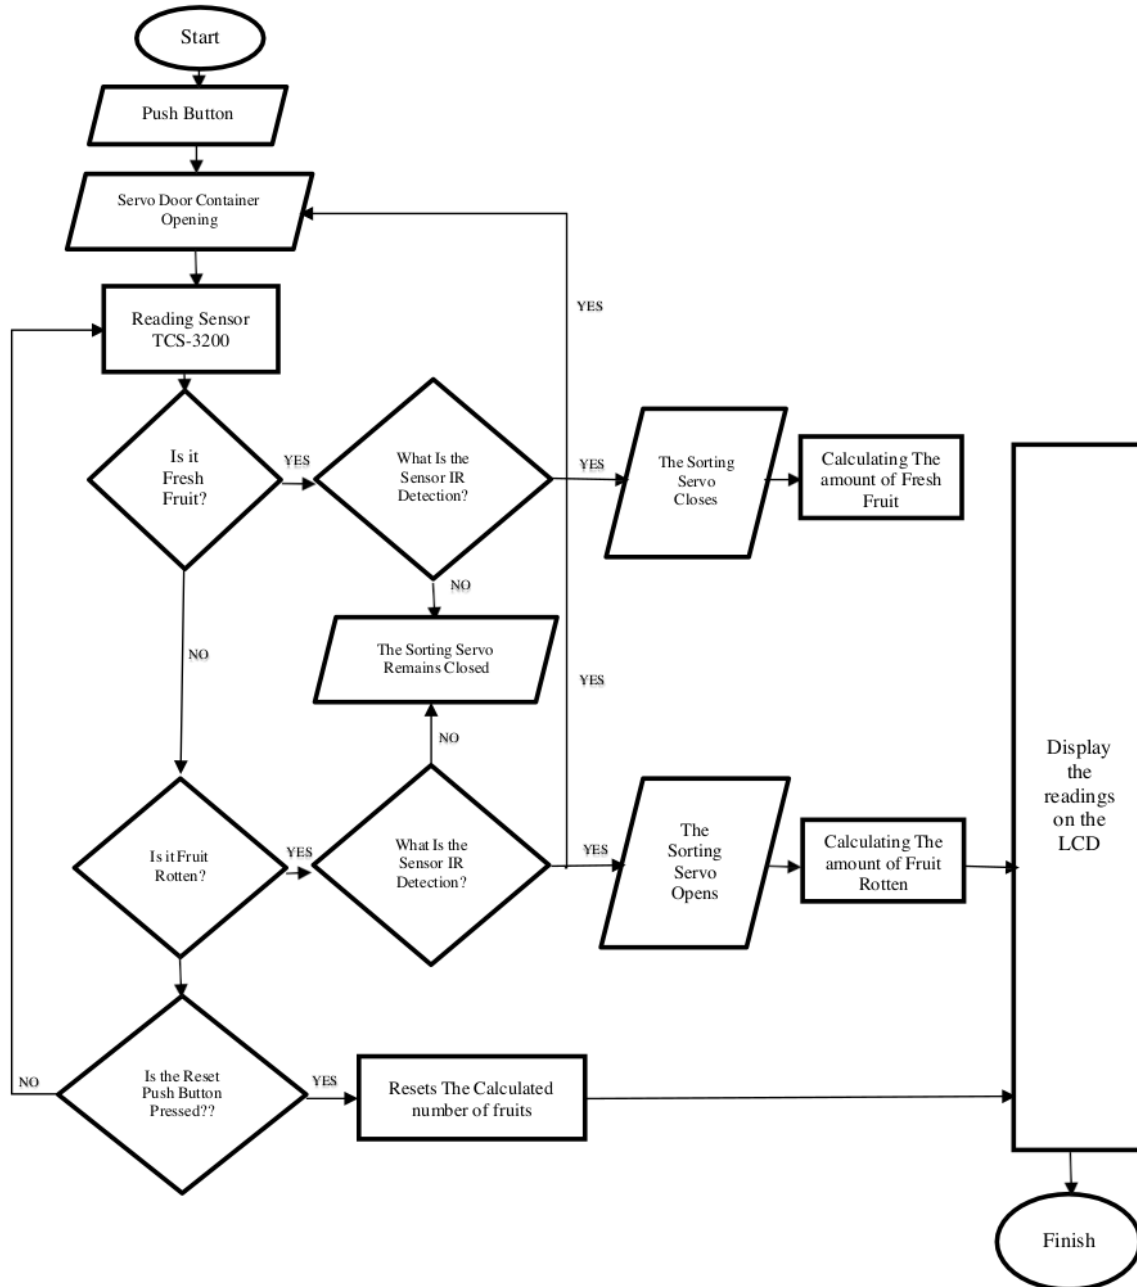 Start
Push Button
Servo Door Container
Opening
YES
Reading Sensor
TCS-3200
Is it
Fresh
Fruit?
YES
What Is the
Sensor IR
Detection?
YES
The Sorting
Servo
Closes
Calculating The
amount of Fresh
Fruit
NO
NO
The Sorting Servo
Remains Closed
YES
NO
Display
the
readings
on the
LCD
Is it Fruit
Rotten?
YES
What Is the
Sensor IR
Detection?
YES
The
Sorting
Servo
Opens
Calculating The
amount of Fruit
Rotten
NO
Is the Reset
Push Button
Pressed??
YES
Resets The Calculated
number of fruits
Finish